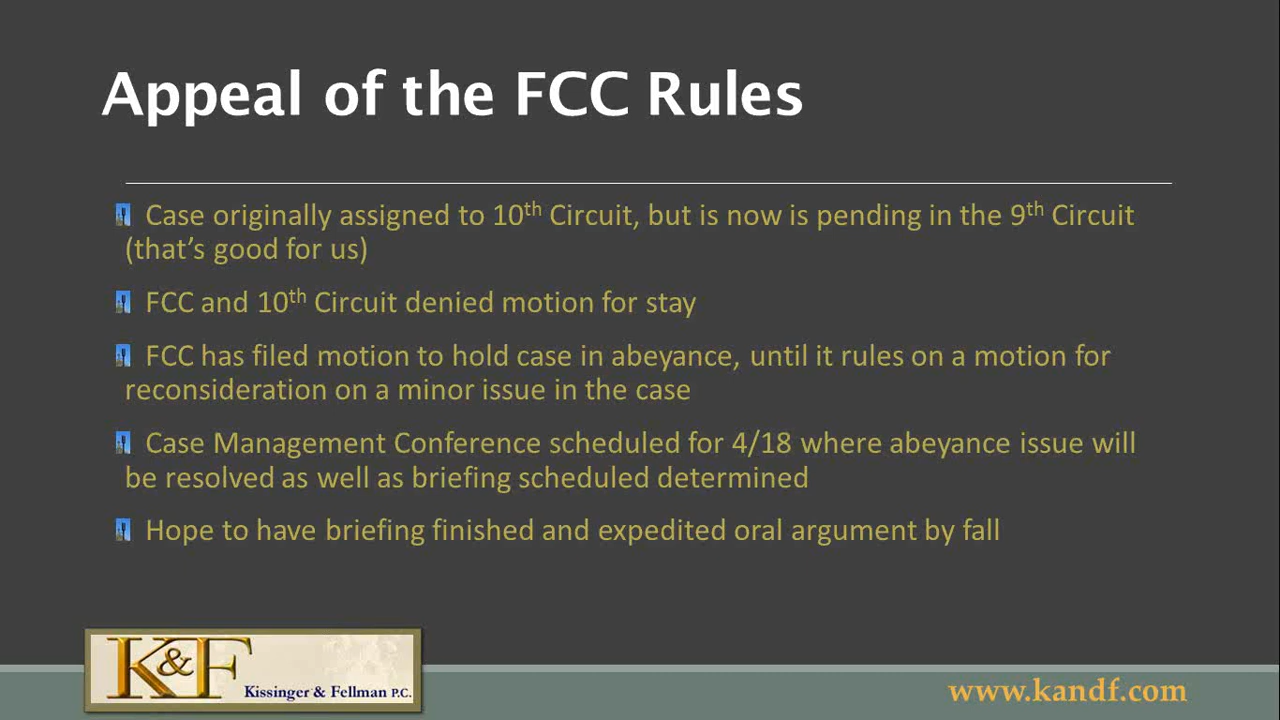 Appeal of the FCC Rules
Case originally assigned to 10th Circuit, but is now is pending in the 9th Circuit
(that’s good for us)
FCC and 10th Circuit denied motion for stay
FCC has filed motion to hold case in abeyance, until it rules on a motion for
reconsideration on a minor issue in the case
Case Management Conference scheduled for 4/18 where abeyance issue will
be resolved as well as briefing scheduled determined
Hope to have briefing finished and expedited oral argument by fall
K&F
Kissinger & Fellman P.C.
www.kandf.com